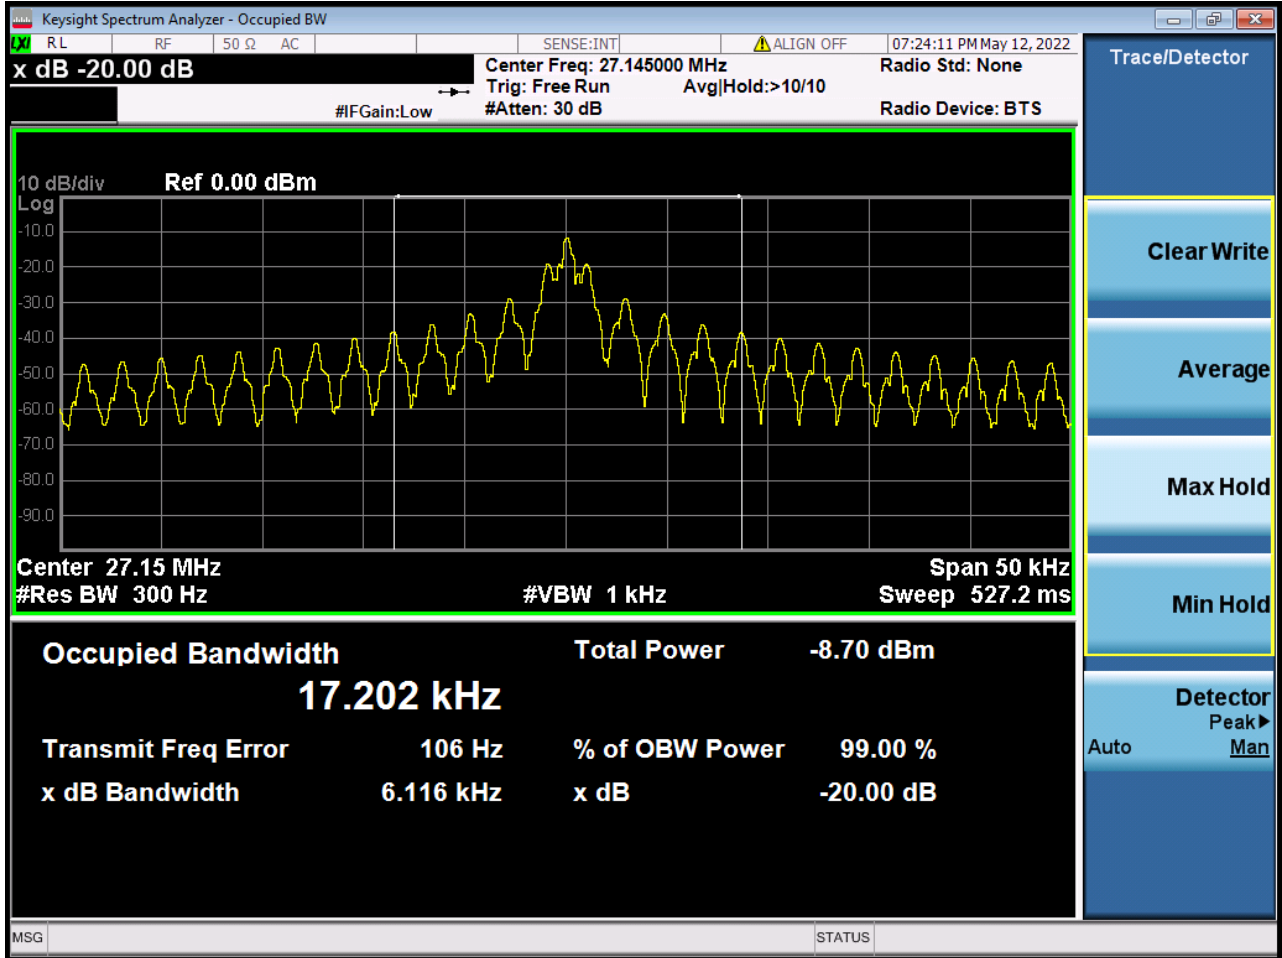 Keysight Spectrum Analyzer - Occupied BW
LXI RL RF 50 Ω AC SENSE:INT ALIGN OFF 07:24:11 PM May 12, 2022
x dB -20.00 dB
Center Freq: 27.145000 MHz Radio Std: None
Trig: Free Run Avg|Hold:>10/10
#IFGain:Low #Atten: 30 dB Radio Device: BTS
10 dB/div Ref 0.00 dBm
Log
-10.0
-20.0
-30.0
-40.0
-50.0
-60.0
-70.0
-80.0
-90.0
Center 27.15 MHz Span 50 kHz
#Res BW 300 Hz #VBW 1 kHz Sweep 527.2 ms
Occupied Bandwidth Total Power -8.70 dBm
17.202 kHz
Transmit Freq Error 106 Hz % of OBW Power 99.00 %
x dB Bandwidth 6.116 kHz x dB -20.00 dB
MSG STATUS
Trace/Detector
Clear Write
Average
Max Hold
Min Hold
Detector
Peak▶
Auto Man